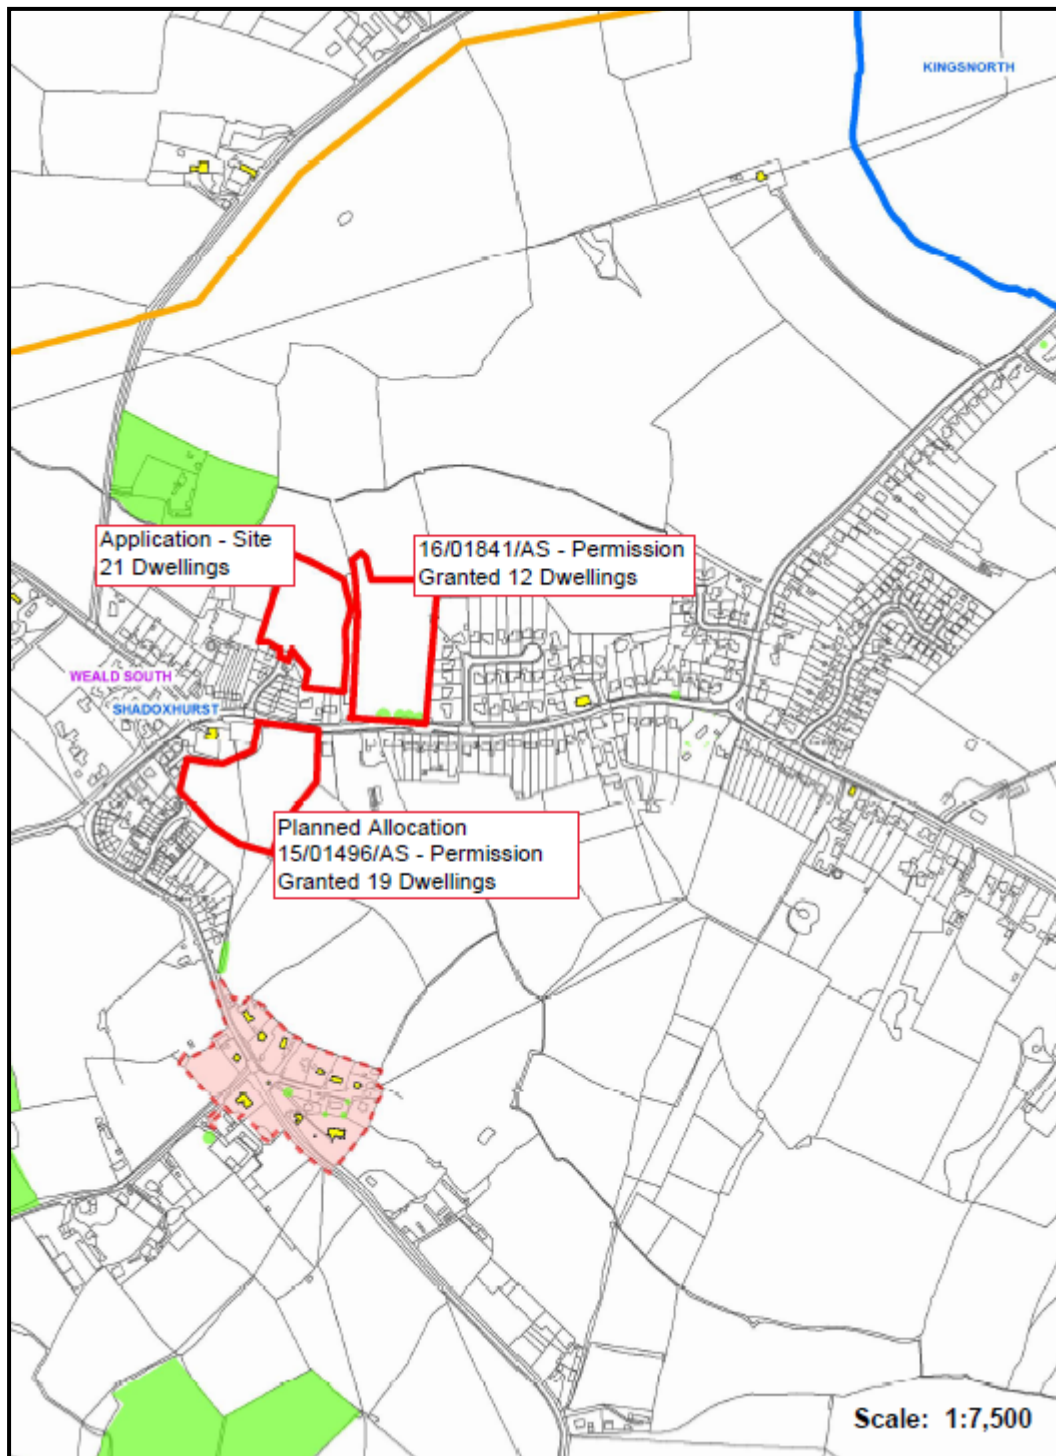 KINGSNORTH
Application - Site
21 Dwellings
16/01841/AS - Permission
Granted 12 Dwellings
WEALD SOUTH
SHADOXHURST
Planned Allocation
15/01496/AS - Permission
Granted 19 Dwellings
Scale: 1:7,500